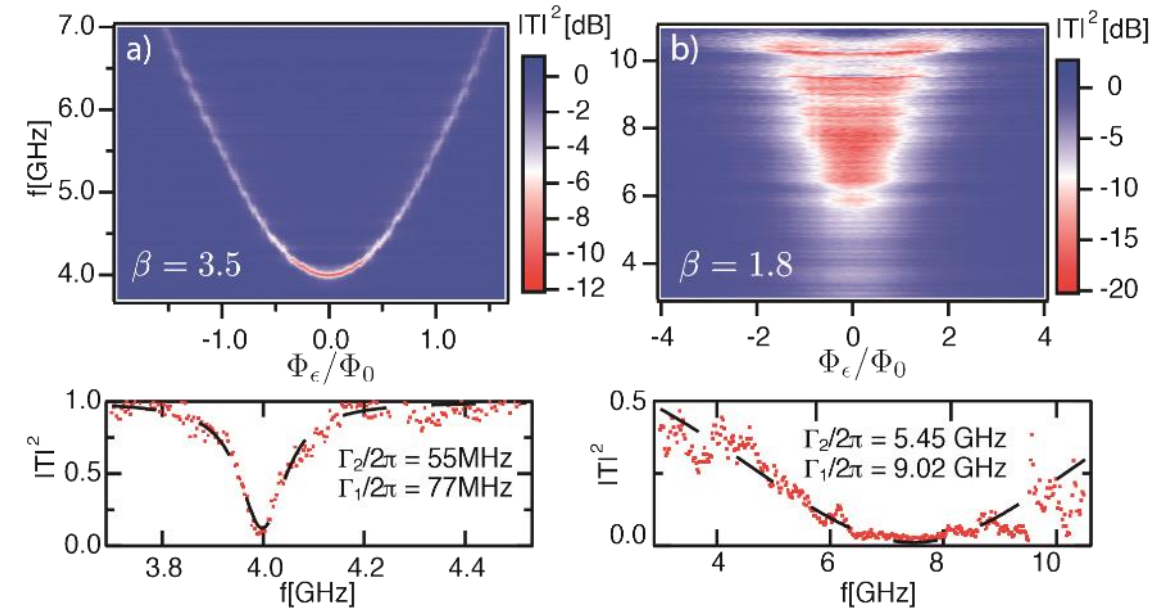 |T|² [dB]
a)
7.0
6.0
5.0
4.0
f[GHz]
β = 3.5
0
-2
-4
-6
-8
-10
-12
-1.0 0.0 1.0
Φ_ϵ/Φ_0
|T|² [dB]
b)
10
8
6
4
β = 1.8
0
-5
-10
-15
-20
-4 -2 0 2 4
Φ_ϵ/Φ_0
1.0
0.5
0.0
|T|²
Γ₂/2π = 55MHz
Γ₁/2π = 77MHz
3.8 4.0 4.2 4.4
f[GHz]
0.5
0.0
|T|²
Γ₂/2π = 5.45 GHz
Γ₁/2π = 9.02 GHz
4 6 8 10
f[GHz]